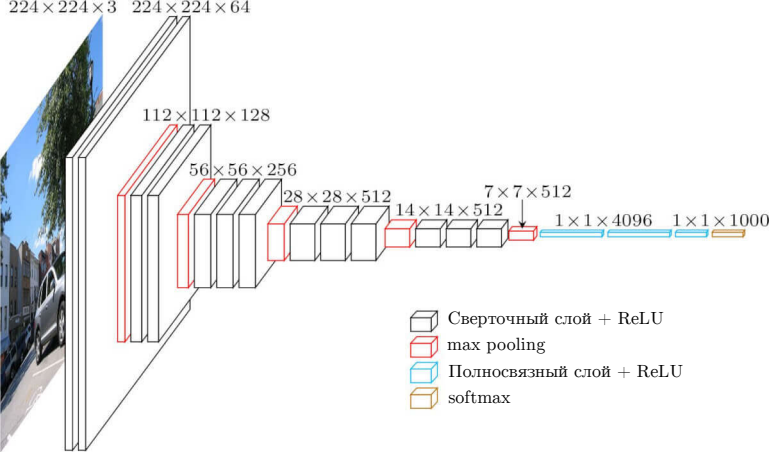 224×224×3
224×224×64
112×112×128
56×56×256
28×28×512
14×14×512
7×7×512
1×1×4096
1×1×1000
Сверточный слой + ReLU
max pooling
Полносвязный слой + ReLU
softmax